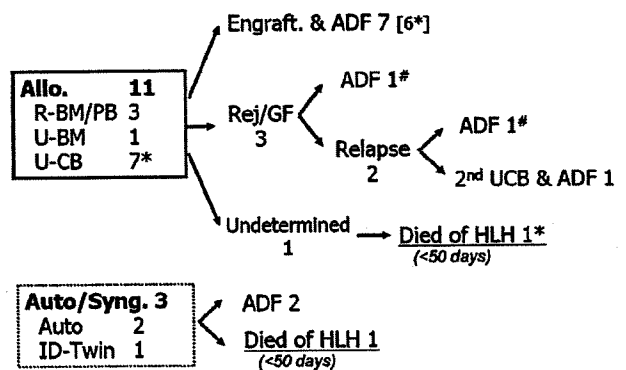 Engraft. & ADF 7 [6*]
Allo. 11
R-BM/PB 3
U-BM 1
U-CB 7*
Rej/GF
3
ADF 1#
Relapse
2
ADF 1#
2nd UCB & ADF 1
Undetermined
1
Died of HLH 1*
(<50 days)
Auto/Syng. 3
Auto 2
ID-Twin 1
ADF 2
Died of HLH 1
(<50 days)